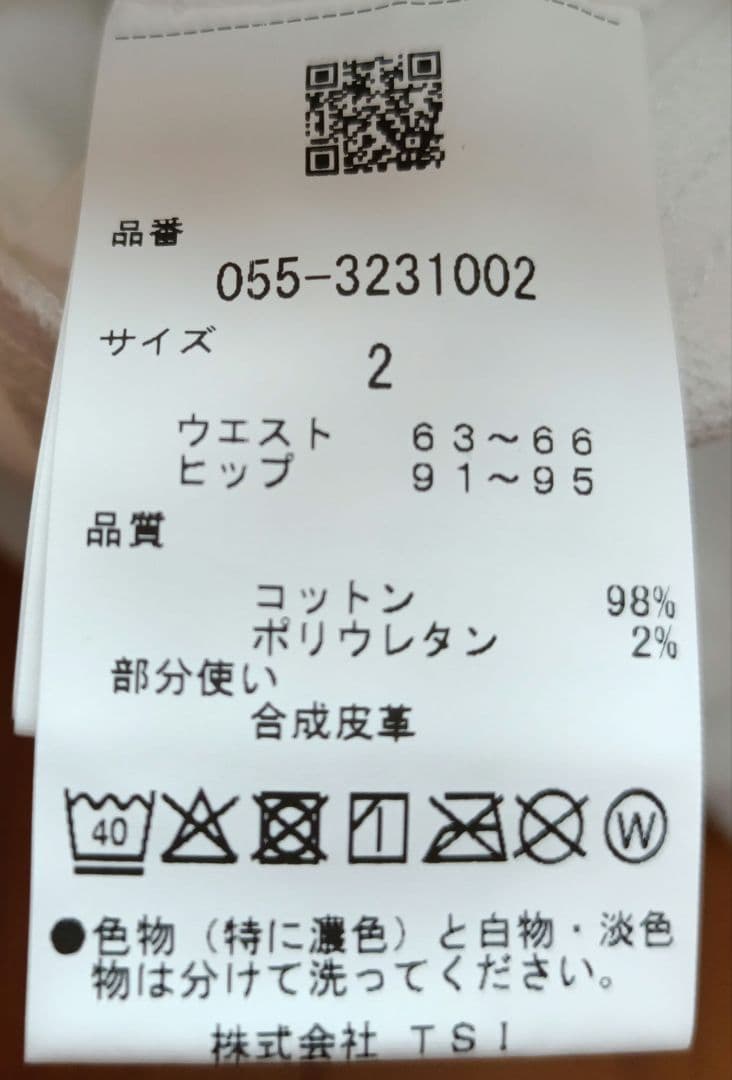 品番
055-3231002
サイズ
2
ウエスト 63～66
ヒップ 91～95
品質
コットン 98%
ポリウレタン 2%
部分使い
合成皮革
40 W
●色物（特に濃色）と白物・淡色
物は分けて洗ってください。
株式会社 TSI